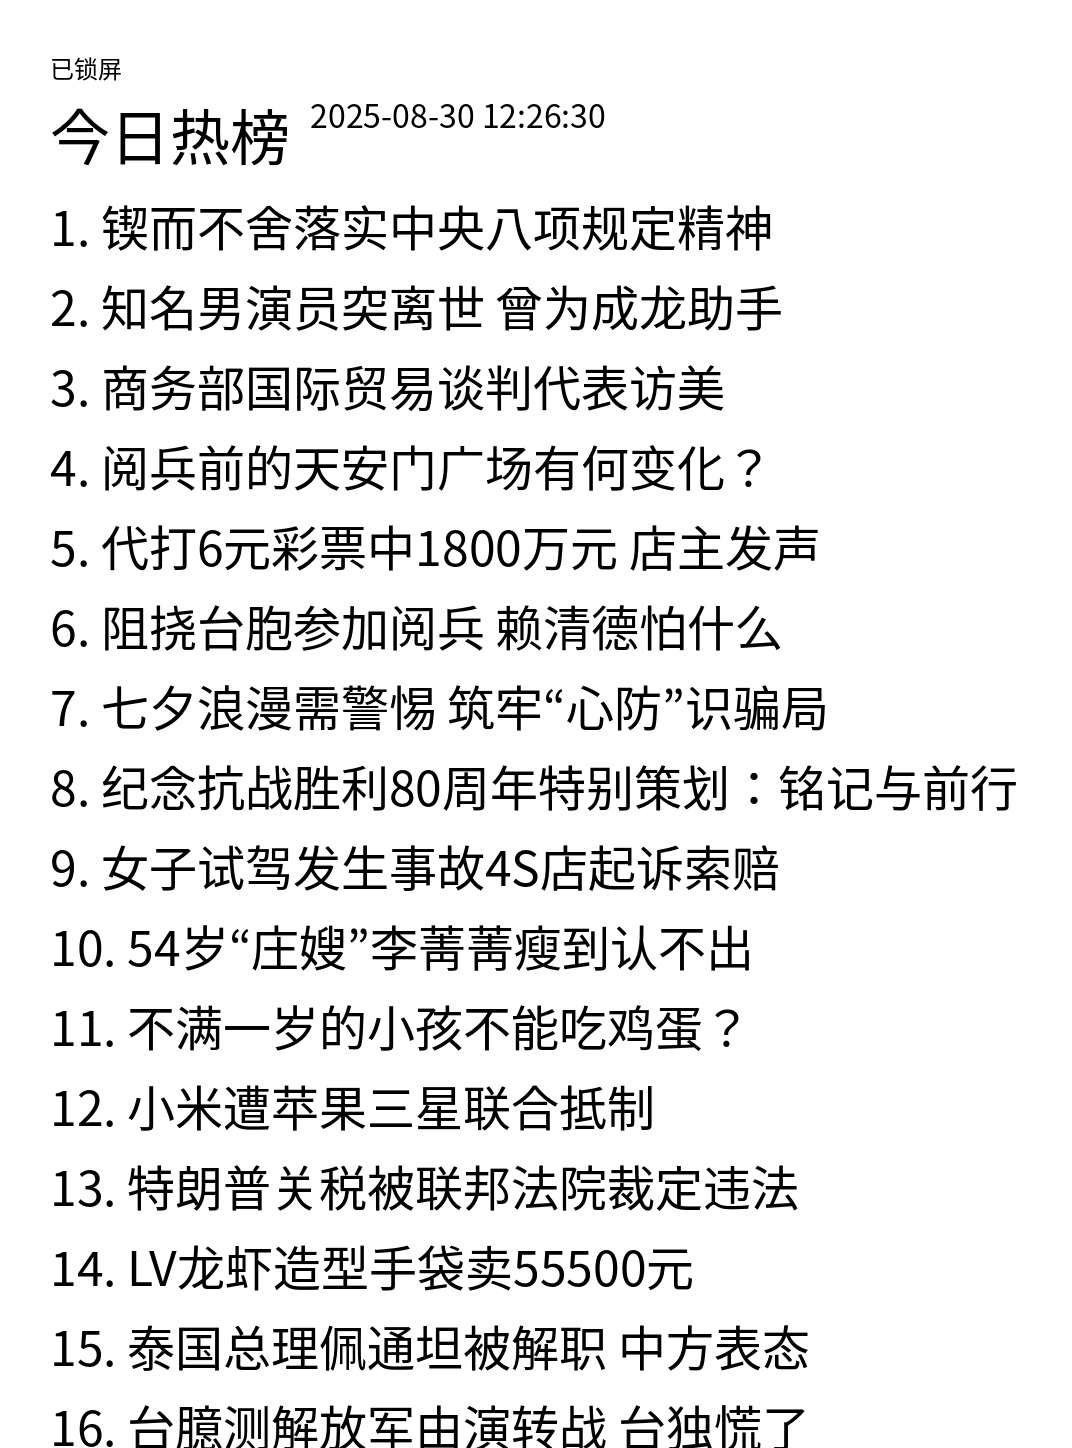 已锁屏
今日热榜 2025-08-30 12:26:30
1. 锲而不舍落实中央八项规定精神
2. 知名男演员突离世 曾为成龙助手
3. 商务部国际贸易谈判代表访美
4. 阅兵前的天安门广场有何变化？
5. 代打6元彩票中1800万元 店主发声
6. 阻挠台胞参加阅兵 赖清德怕什么
7. 七夕浪漫需警惕 筑牢“心防”识骗局
8. 纪念抗战胜利80周年特别策划：铭记与前行
9. 女子试驾发生事故4S店起诉索赔
10. 54岁“庄嫂”李菁菁瘦到认不出
11. 不满一岁的小孩不能吃鸡蛋？
12. 小米遭苹果三星联合抵制
13. 特朗普关税被联邦法院裁定违法
14. LV龙虾造型手袋卖55500元
15. 泰国总理佩通坦被解职 中方表态
16. 台臆测解放军由演转战 台独慌了